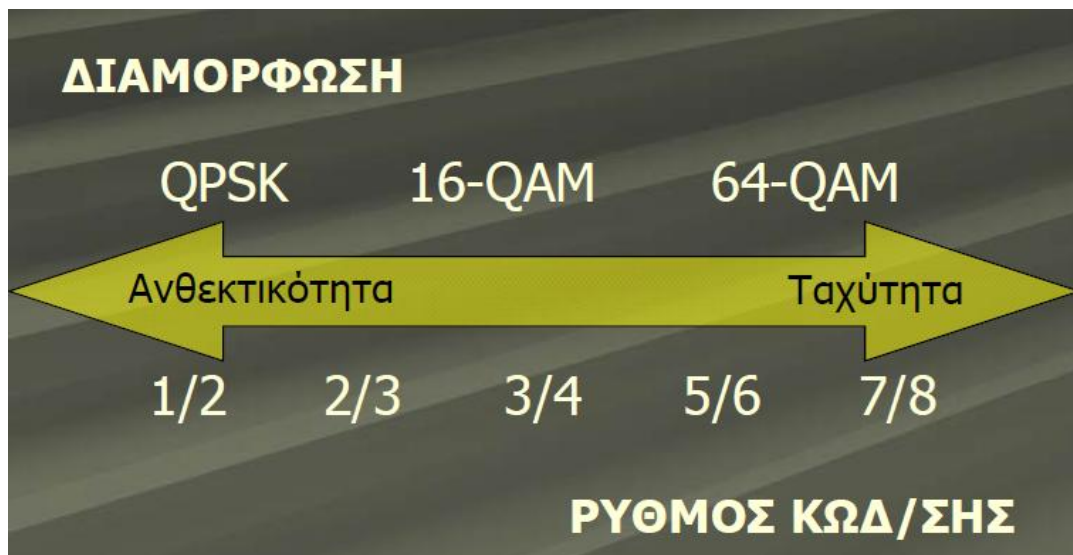 ΔΙΑΜΟΡΦΩΣΗ
QPSK 16-QAM 64-QAM
Ανθεκτικότητα Ταχύτητα
1/2 2/3 3/4 5/6 7/8
ΡΥΘΜΟΣ ΚΩΔ/ΣΗΣ